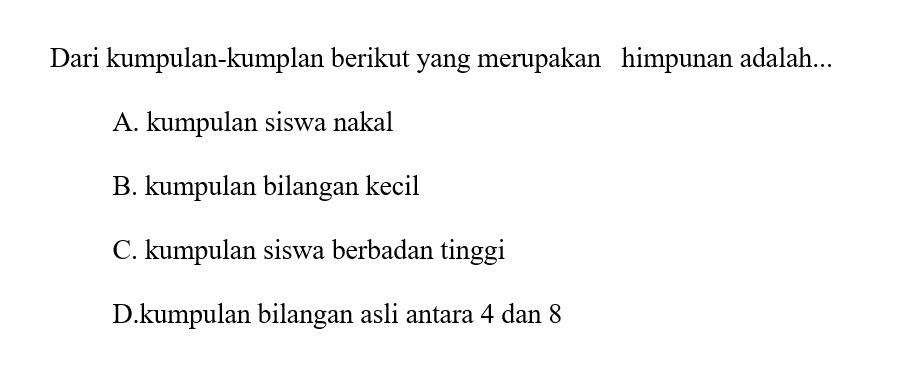 Dari kumpulan-kumplan berikut yang merupakan   himpunan adalah...
A. kumpulan siswa nakal
B. kumpulan bilangan kecil
C. kumpulan siswa berbadan tinggi
D.kumpulan bilangan asli antara 4 dan 8